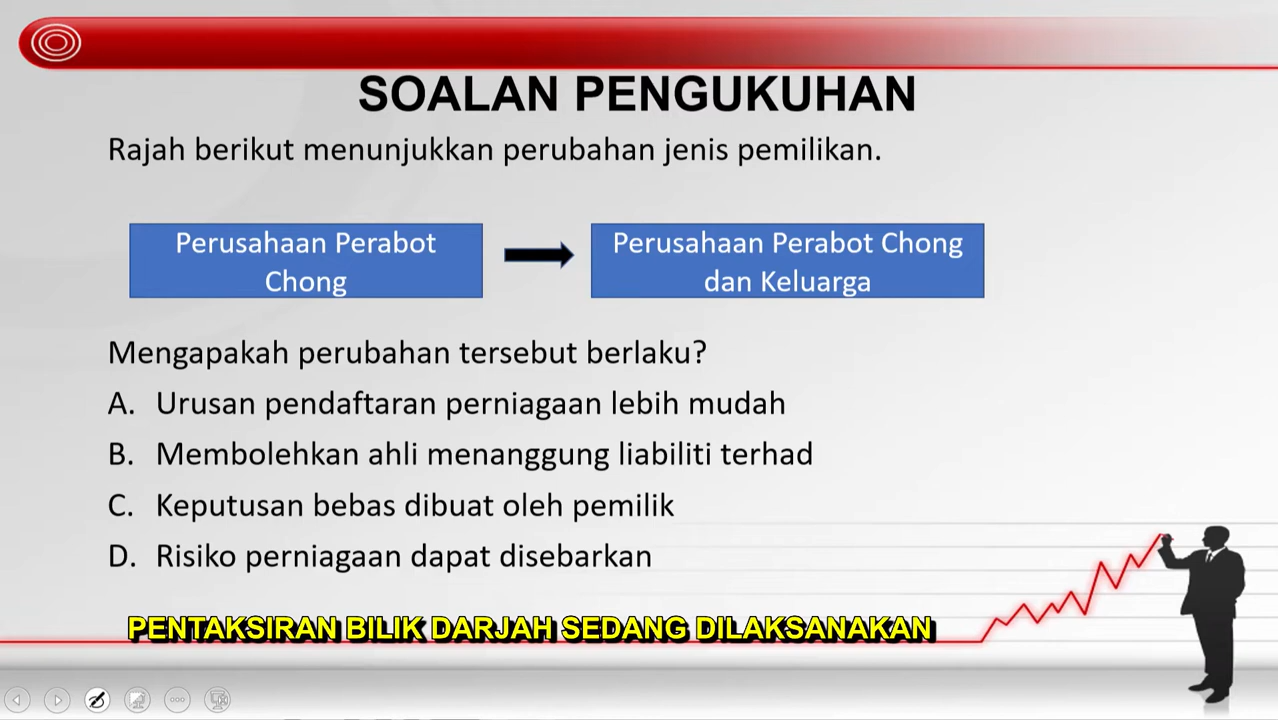 SOALAN PENGUKUHAN
Rajah berikut menunjukkan perubahan jenis pemilikan.
Perusahaan Perabot
Chong
Perusahaan Perabot Chong
dan Keluarga
Mengapakah perubahan tersebut berlaku?
A. Urusan pendaftaran perniagaan lebih mudah
B. Membolehkan ahli menanggung liabiliti terhad
C. Keputusan bebas dibuat oleh pemilik
D. Risiko perniagaan dapat disebarkan
PENTAKSIRAN BILIK DARJAH SEDANG DILAKSANAKAN